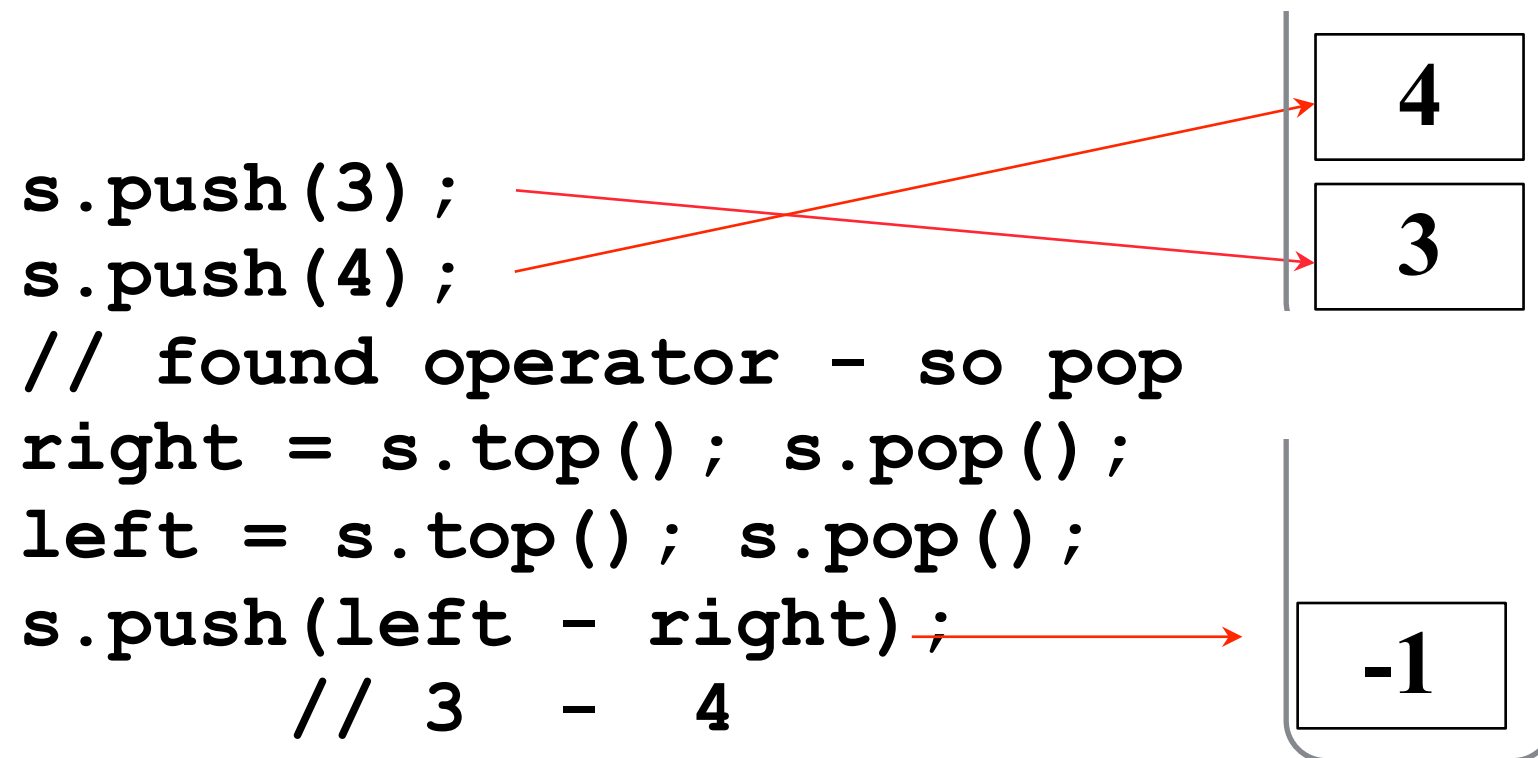 4
s.push(3);
3
s.push(4);
// found operator - so pop
right = s.top(); s.pop();
left = s.top(); s.pop();
s.push(left - right);
-1
// 3 - 4